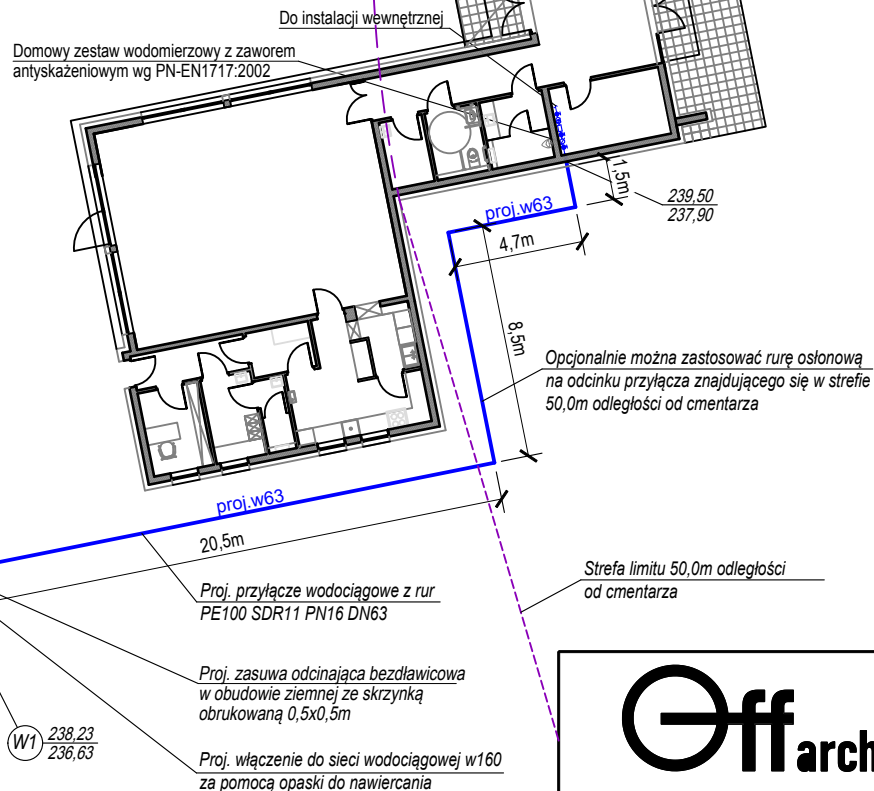 Do instalacji wewnętrznej
Domowy zestaw wodomierzowy z zaworem
antyskażeniowym wg PN-EN1717:2002
1,5m
239,50
237,90
proj.w63
4,7m
8,5m
Opcjonalnie można zastosować rurę osłonową
na odcinku przyłącza znajdującego się w strefie
50,0m odległości od cmentarza
proj.w63
20,5m
Strefa limitu 50,0m odległości
od cmentarza
Proj. przyłącze wodociągowe z rur
PE100 SDR11 PN16 DN63
Proj. zasuwa odcinająca bezdławicowa
w obudowie ziemnej ze skrzynką
obrukowaną 0,5x0,5m
W1
238,23
236,63
Proj. włączenie do sieci wodociągowej w160
za pomocą opaski do nawiercania
Off arch